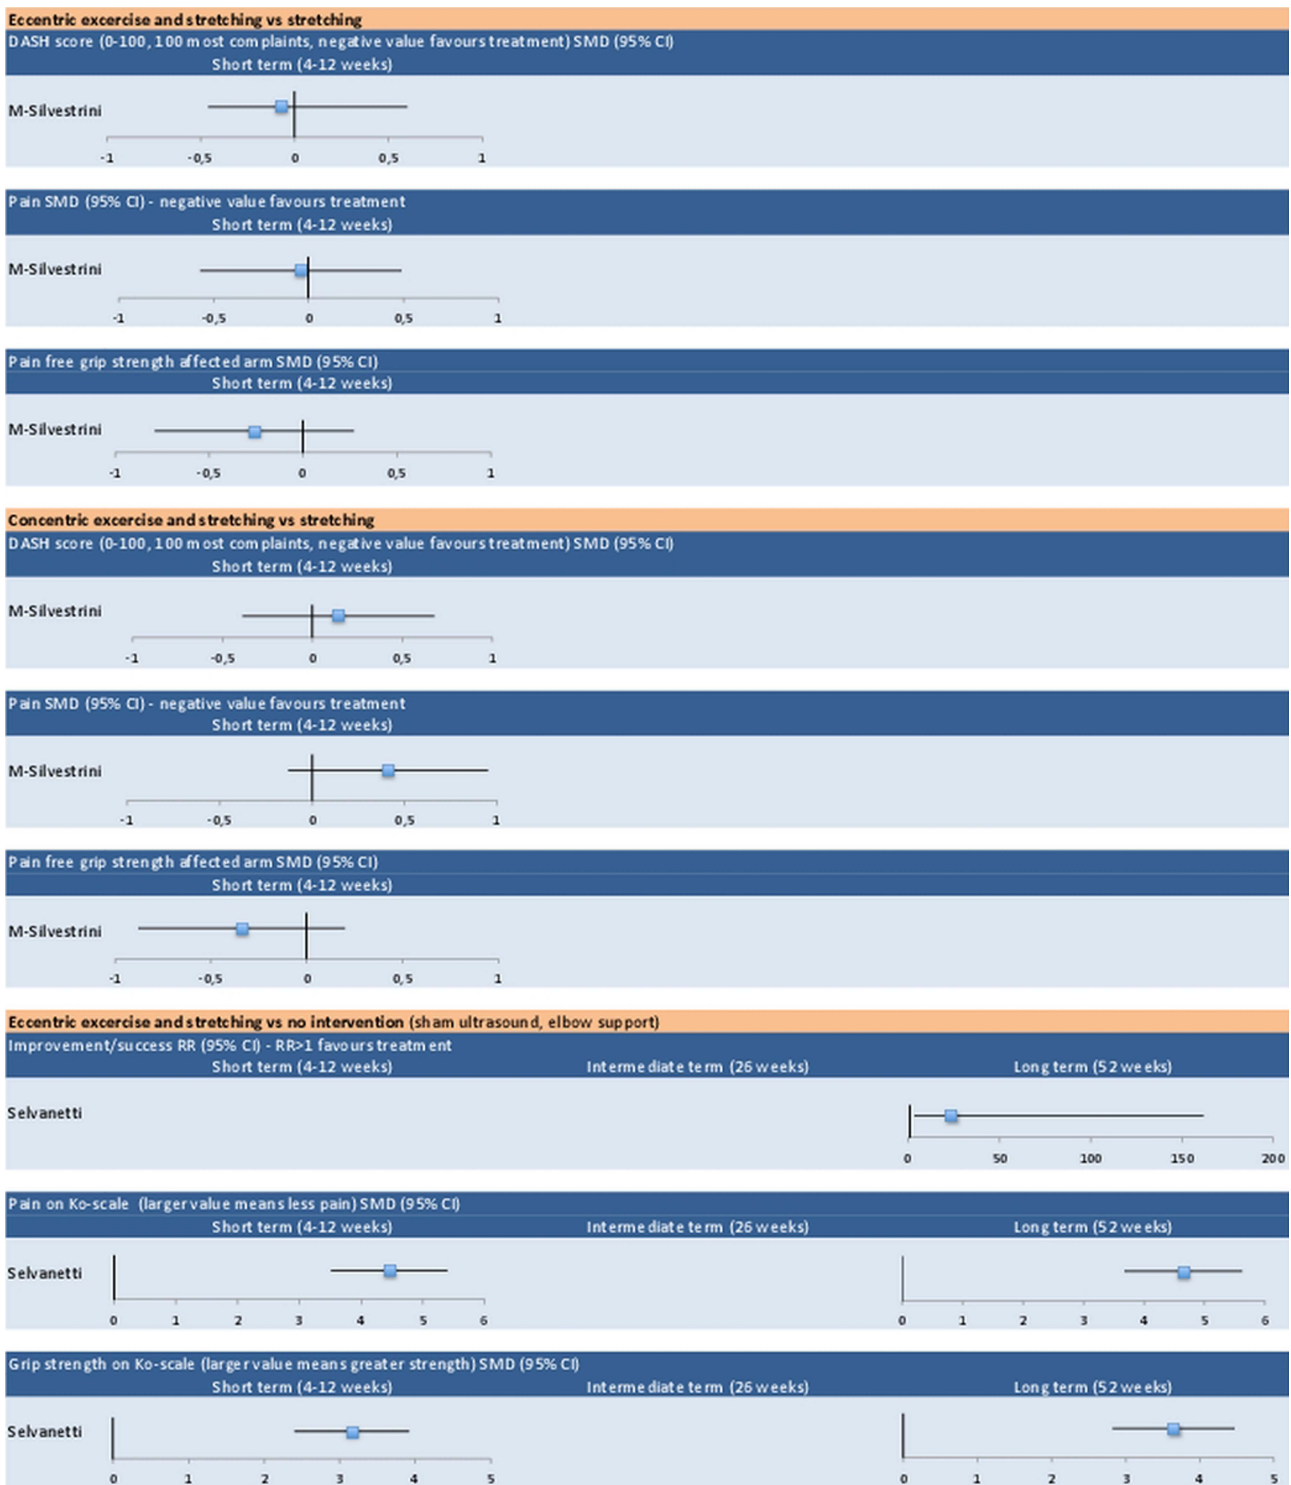 Eccentric excercise and stretching vs stretching
DASH score (0-100, 100 most complaints, negative value favours treatment) SMD (95% CI)
Short term (4-12 weeks)
M-Silvestrini
-1 -0,5 0 0,5 1
Pain SMD (95% CI) - negative value favours treatment
Short term (4-12 weeks)
M-Silvestrini
-1 -0,5 0 0,5 1
Pain free grip strength affected arm SMD (95% CI)
Short term (4-12 weeks)
M-Silvestrini
-1 -0,5 0 0,5 1
Concentric excercise and stretching vs stretching
DASH score (0-100, 100 most complaints, negative value favours treatment) SMD (95% CI)
Short term (4-12 weeks)
M-Silvestrini
-1 -0,5 0 0,5 1
Pain SMD (95% CI) - negative value favours treatment
Short term (4-12 weeks)
M-Silvestrini
-1 -0,5 0 0,5 1
Pain free grip strength affected arm SMD (95% CI)
Short term (4-12 weeks)
M-Silvestrini
-1 -0,5 0 0,5 1
Eccentric excercise and stretching vs no intervention (sham ultrasound, elbow support)
Improvement/success RR (95% CI) - RR>1 favours treatment
Short term (4-12 weeks) Intermediate term (26 weeks) Long term (52 weeks)
Selvanetti
0 50 100 150 200
Pain on Ko-scale (larger value means less pain) SMD (95% CI)
Short term (4-12 weeks) Intermediate term (26 weeks) Long term (52 weeks)
Selvanetti
0 1 2 3 4 5 6 0 1 2 3 4 5 6
Grip strength on Ko-scale (larger value means greater strength) SMD (95% CI)
Short term (4-12 weeks) Intermediate term (26 weeks) Long term (52 weeks)
Selvanetti
0 1 2 3 4 5 0 1 2 3 4 5